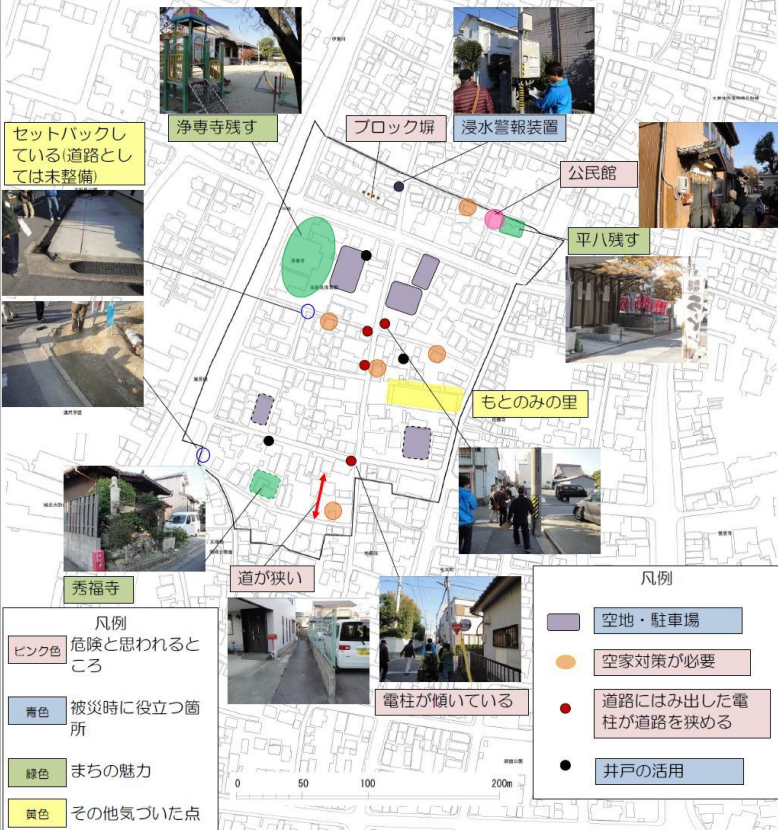 浄専寺残す
ブロック塀
浸水警報装置
セットバックし
ている(道路とし
ては未整備)
公民館
平八残す
浄専寺
もとのみの里
秀福寺
道が狭い
電柱が傾いている
凡例
ピンク色
危険と思われると
ころ
青色
被災時に役立つ箇
所
緑色
まちの魅力
黄色
その他気づいた点
0 50 100 200m
凡例
空地・駐車場
空家対策が必要
道路にはみ出した電
柱が道路を狭める
井戸の活用